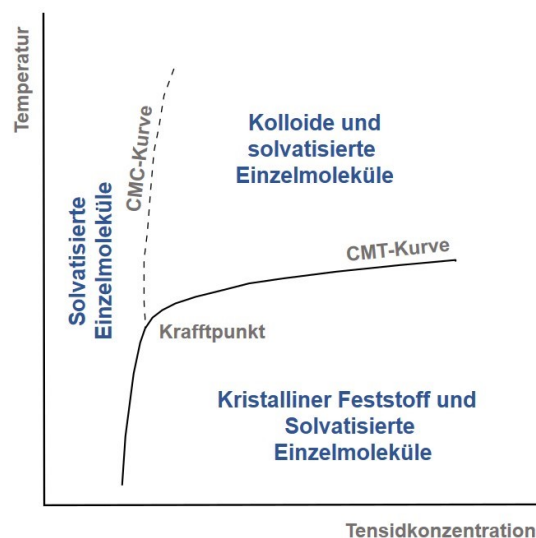 Temperatur
CMC-Kurve
Kolloide und
solvatisierte
Einzelmoleküle
Solvatisierte
Einzelmoleküle
CMT-Kurve
Krafftpunkt
Kristalliner Feststoff und
Solvatisierte
Einzelmoleküle
Tensidkonzentration